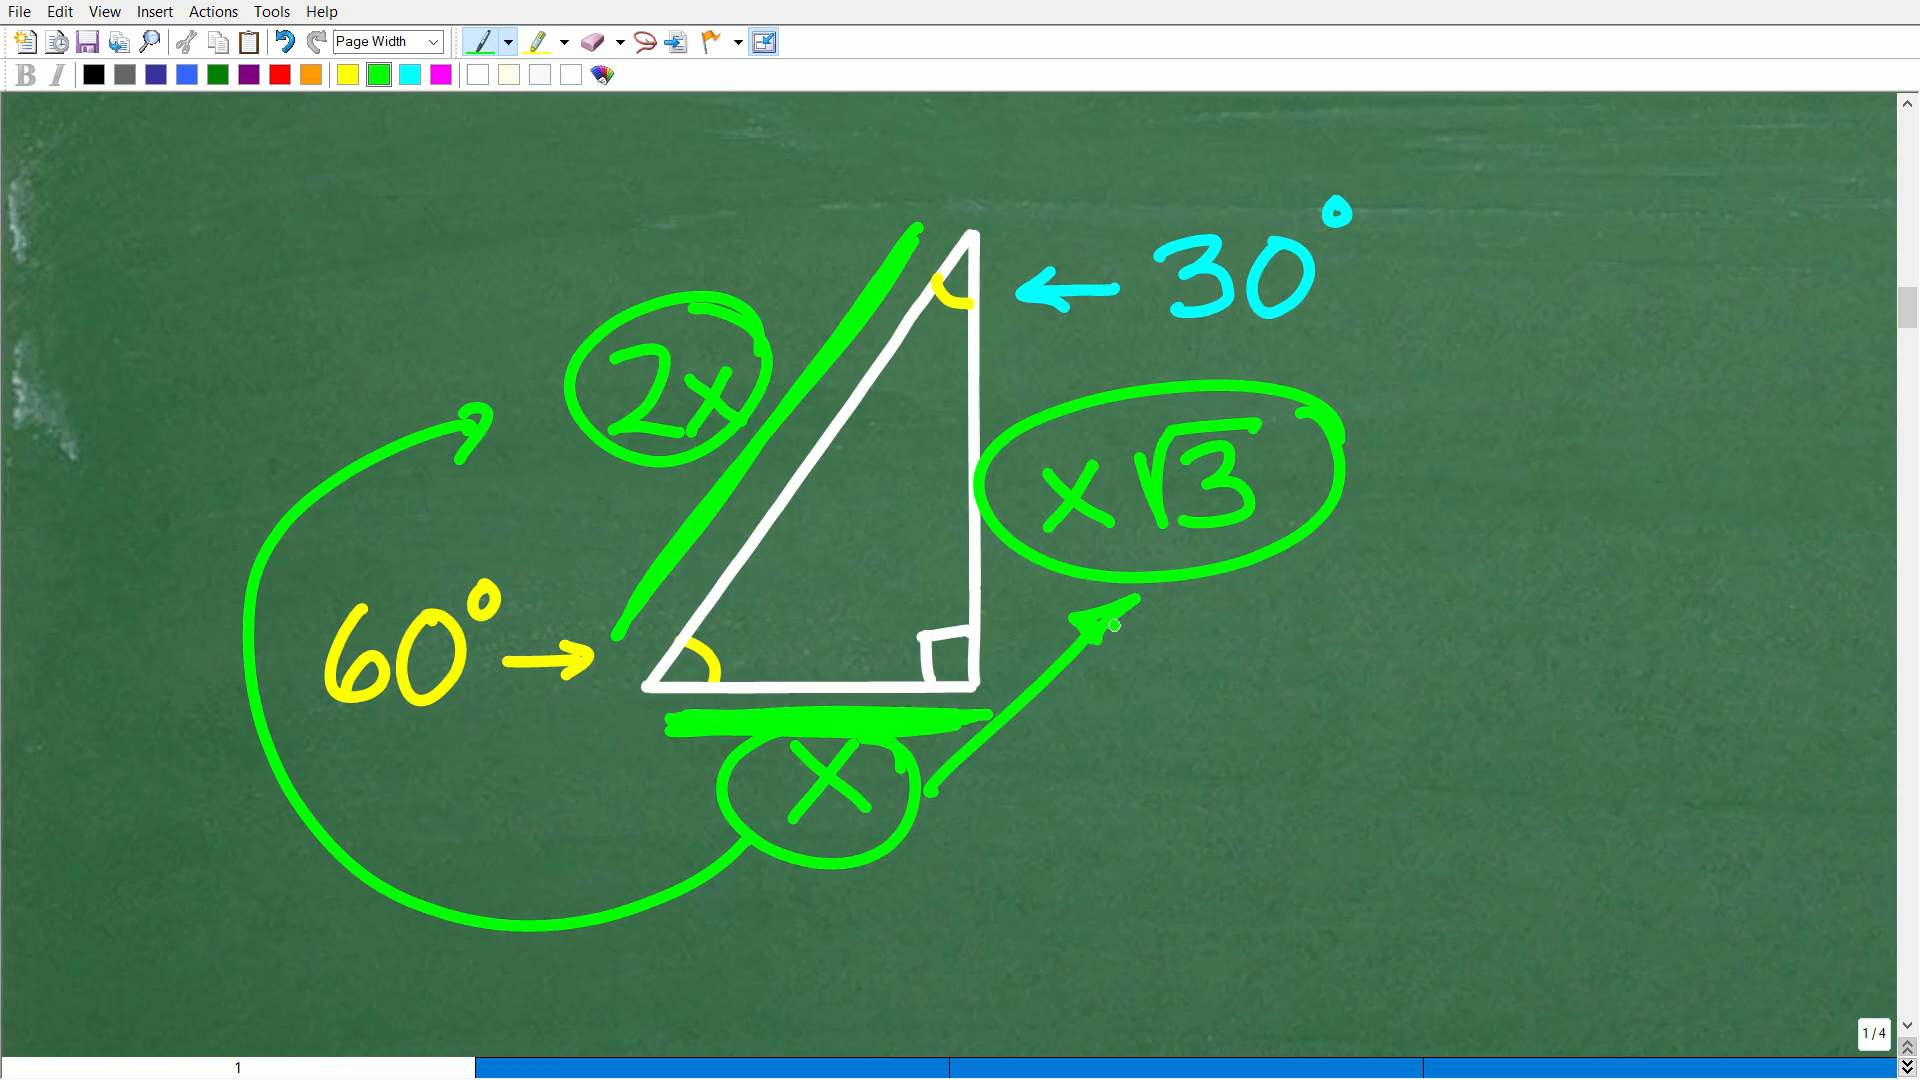 File Edit View Insert Actions Tools Help
Page Width
B I
30°
2x
x√3
60°
x
1 / 4
1